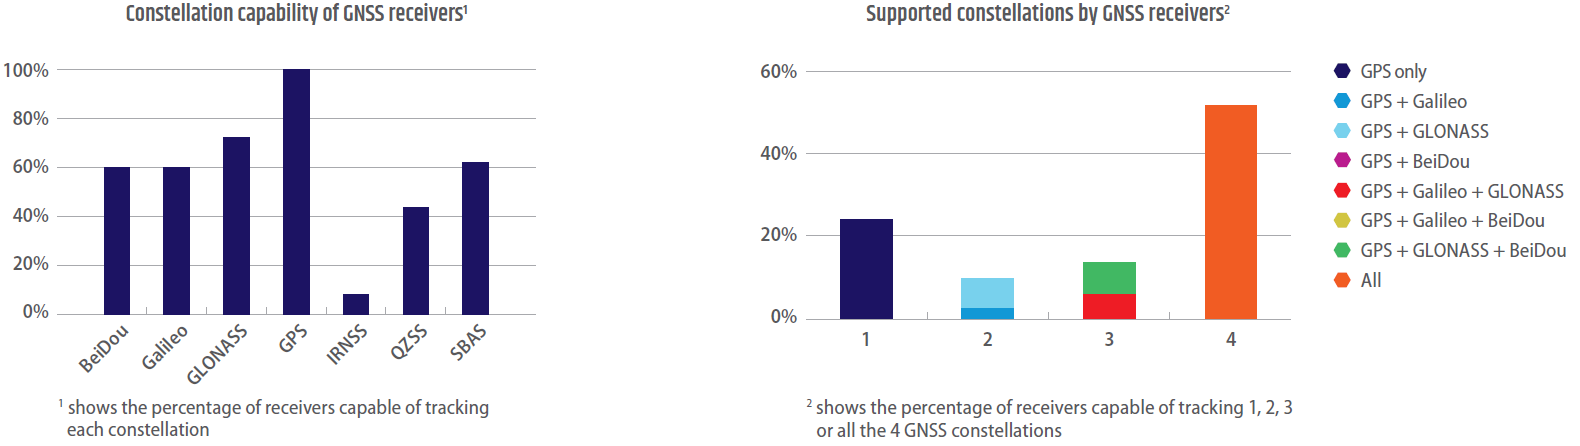 Constellation capability of GNSS receivers¹
100%
80%
60%
40%
20%
0%
BeiDou
Galileo
GLONASS
GPS
IRNSS
QZSS
SBAS
¹ shows the percentage of receivers capable of tracking
each constellation
Supported constellations by GNSS receivers²
60%
40%
20%
0%
1
2
3
4
² shows the percentage of receivers capable of tracking 1, 2, 3
or all the 4 GNSS constellations
GPS only
GPS + Galileo
GPS + GLONASS
GPS + BeiDou
GPS + Galileo + GLONASS
GPS + Galileo + BeiDou
GPS + GLONASS + BeiDou
All